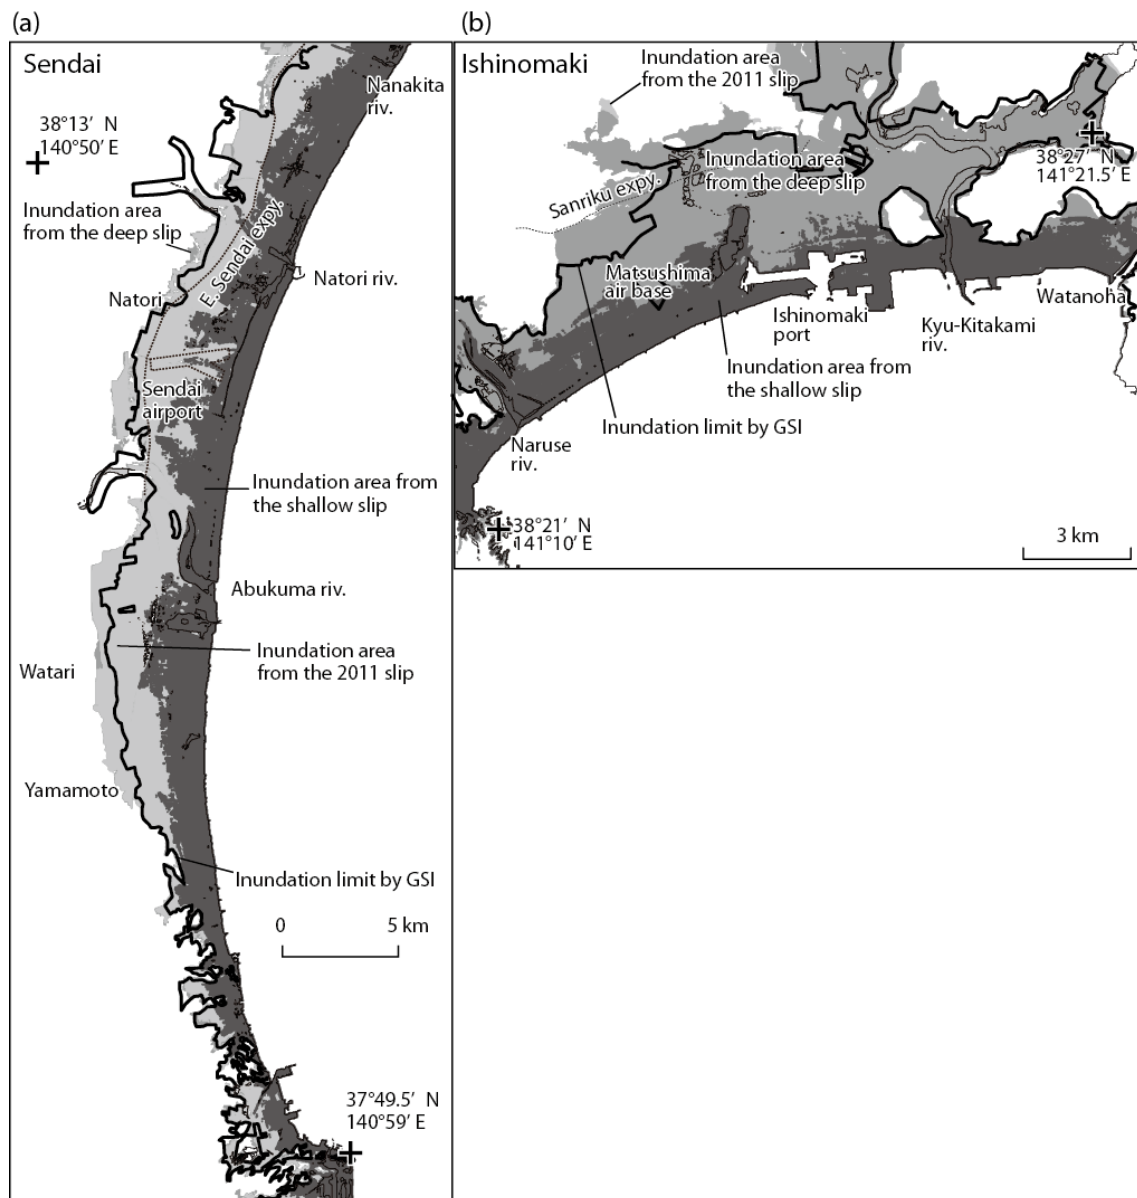 (a)
Sendai
Nanakita
riv.
38°13′ N
140°50′ E
Inundation area
from the deep slip
E. Sendai expy.
Natori riv.
Natori
Sendai
airport
Inundation area from
the shallow slip
Abukuma riv.
Inundation area
from the 2011 slip
Watari
Yamamoto
Inundation limit by GSI
0 5 km
37°49.5′ N
140°59′ E
(b)
Ishinomaki
Inundation area
from the 2011 slip
38°27′ N
141°21.5′ E
Inundation area
from the deep slip
Sanriku expy.
Matsushima
air base
Ishinomaki
port
Kyu-Kitakami
riv.
Watanoha
Inundation area from
the shallow slip
Inundation limit by GSI
Naruse
riv.
38°21′ N
141°10′ E
3 km